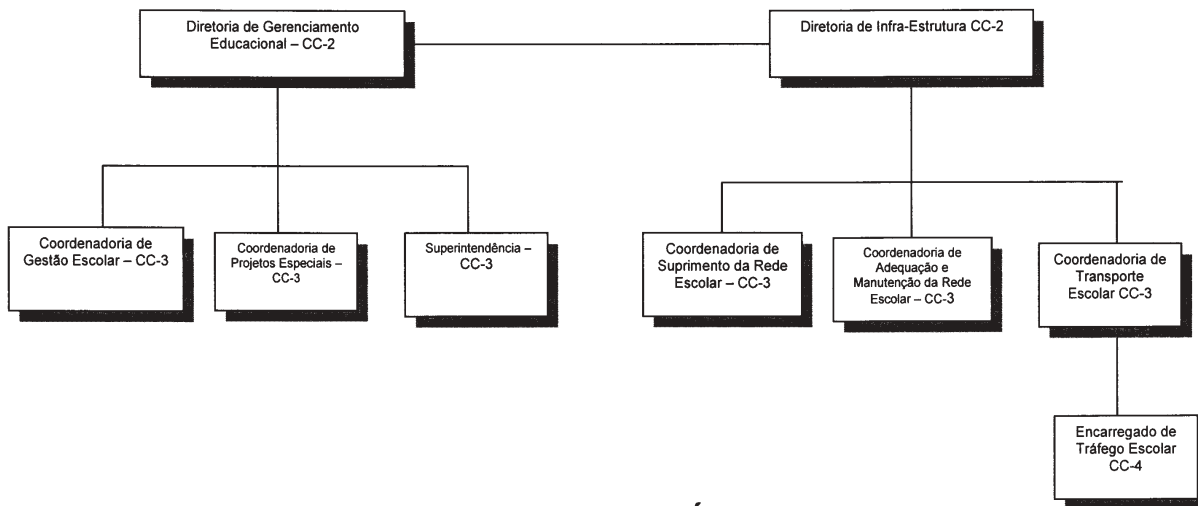 Diretoria de Gerenciamento
Educacional – CC-2
Diretoria de Infra-Estrutura CC-2
Coordenadoria de
Gestão Escolar – CC-3
Coordenadoria de
Projetos Especiais –
CC-3
Superintendência –
CC-3
Coordenadoria de
Suprimento da Rede
Escolar – CC-3
Coordenadoria de
Adequação e
Manutenção da Rede
Escolar – CC-3
Coordenadoria de
Transporte
Escolar CC-3
Encarregado de
Tráfego Escolar
CC-4